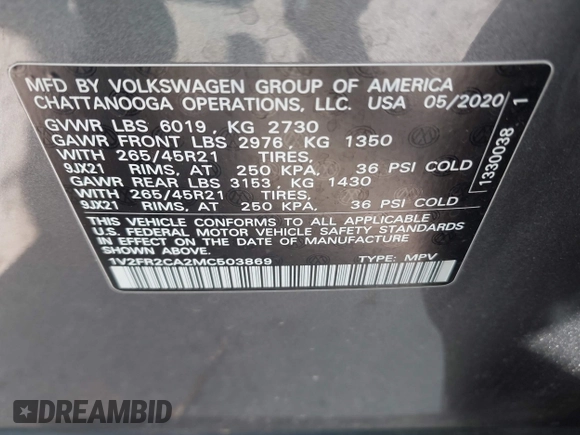 MFD BY VOLKSWAGEN GROUP OF AMERICA
CHATTANOOGA OPERATIONS, LLC. USA 05/2020
GVWR LBS 6019, KG 2730
GAWR FRONT LBS 2976, KG 1350
WITH 265/45R21 TIRES,
9JX21 RIMS, AT 250 KPA, 36 PSI COLD
GAWR REAR LBS 3153, KG 1430
WITH 265/45R21 TIRES,
9JX21 RIMS, AT 250 KPA, 36 PSI COLD
THIS VEHICLE CONFORMS TO ALL APPLICABLE
U.S. FEDERAL MOTOR VEHICLE SAFETY STANDARDS
IN EFFECT ON THE DATE OF MANUFACTURE
SHOWN ABOVE.
1V2FR2CA2MC503869 TYPE: MPV
1330038 1
DREAMBID